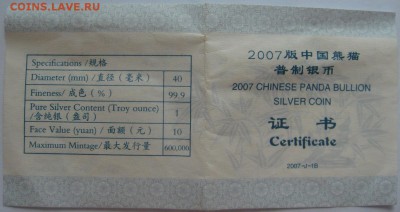 COINS.LAVE.RU
Specifications /规格
Diameter (mm) /直径（毫米） 40
Fineness/ 成色（%） 99.9
Pure Silver Content (Troy ounce)
/含纯银（盎司） 1
Face Value (yuan) / 面额（元） 10
Maximum Mintage/最大发行量 600,000
2007版中国熊猫
普制银币
2007 CHINESE PANDA BULLION
SILVER COIN
证 书
Certificate